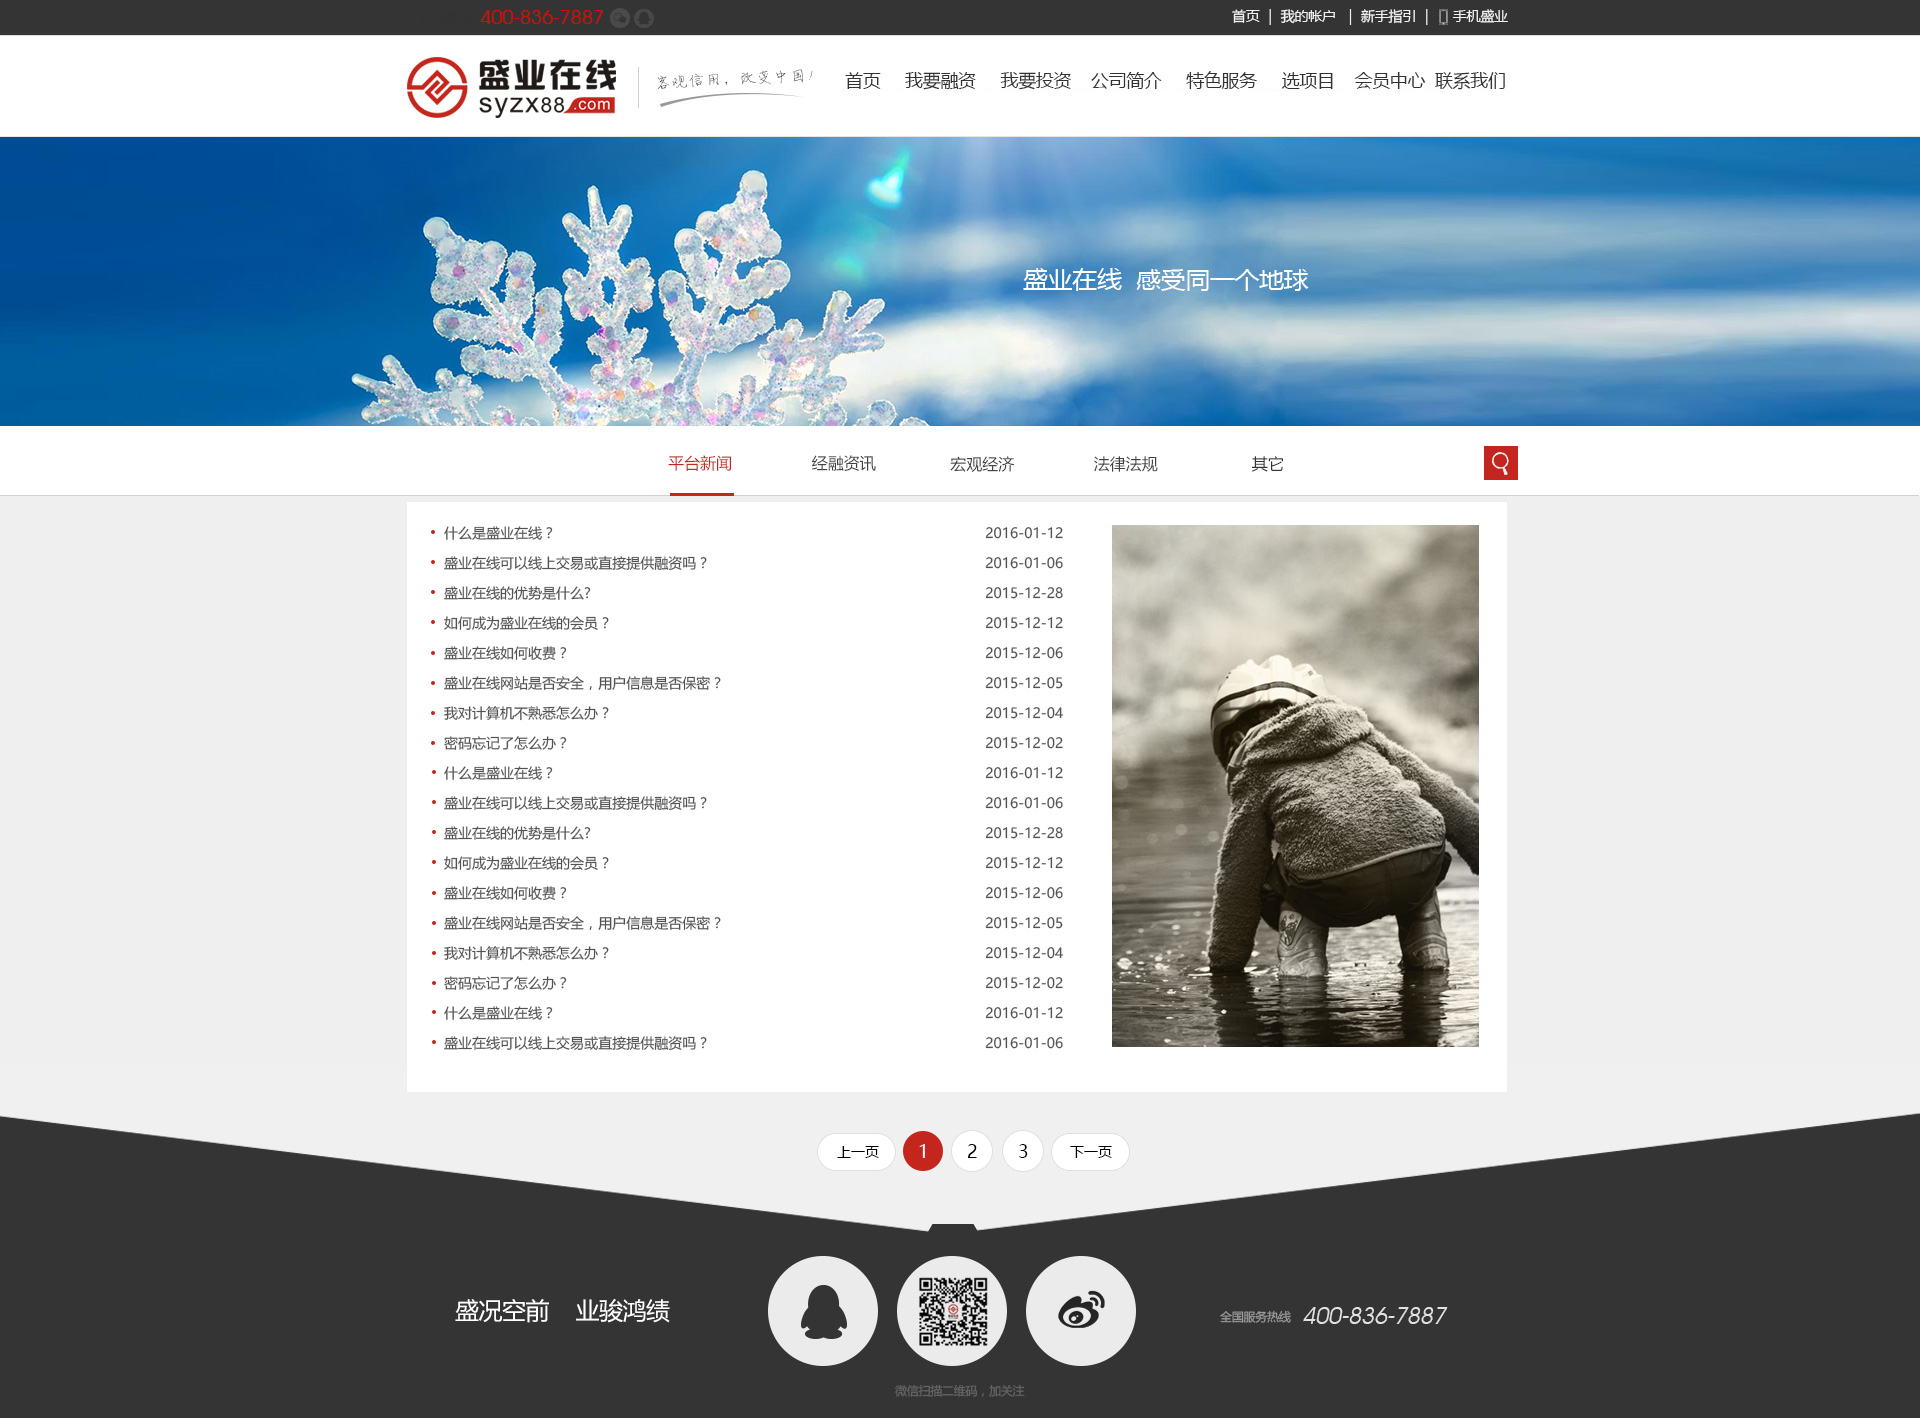 400-836-7887
首页 | 我的帐户 | 新手指引 | 手机盛业
盛业在线
syzx88.com
客观信用，改变中国!
首页 我要融资 我要投资 公司简介 特色服务 选项目 会员中心 联系我们
盛业在线 感受同一个地球
平台新闻 经融资讯 宏观经济 法律法规 其它
什么是盛业在线？ 2016-01-12
盛业在线可以线上交易或直接提供融资吗？ 2016-01-06
盛业在线的优势是什么? 2015-12-28
如何成为盛业在线的会员？ 2015-12-12
盛业在线如何收费？ 2015-12-06
盛业在线网站是否安全，用户信息是否保密？ 2015-12-05
我对计算机不熟悉怎么办？ 2015-12-04
密码忘记了怎么办？ 2015-12-02
什么是盛业在线？ 2016-01-12
盛业在线可以线上交易或直接提供融资吗？ 2016-01-06
盛业在线的优势是什么? 2015-12-28
如何成为盛业在线的会员？ 2015-12-12
盛业在线如何收费？ 2015-12-06
盛业在线网站是否安全，用户信息是否保密？ 2015-12-05
我对计算机不熟悉怎么办？ 2015-12-04
密码忘记了怎么办？ 2015-12-02
什么是盛业在线？ 2016-01-12
盛业在线可以线上交易或直接提供融资吗？ 2016-01-06
上一页 1 2 3 下一页
盛况空前 业骏鸿绩
全国服务热线 400-836-7887
微信扫描二维码，加关注